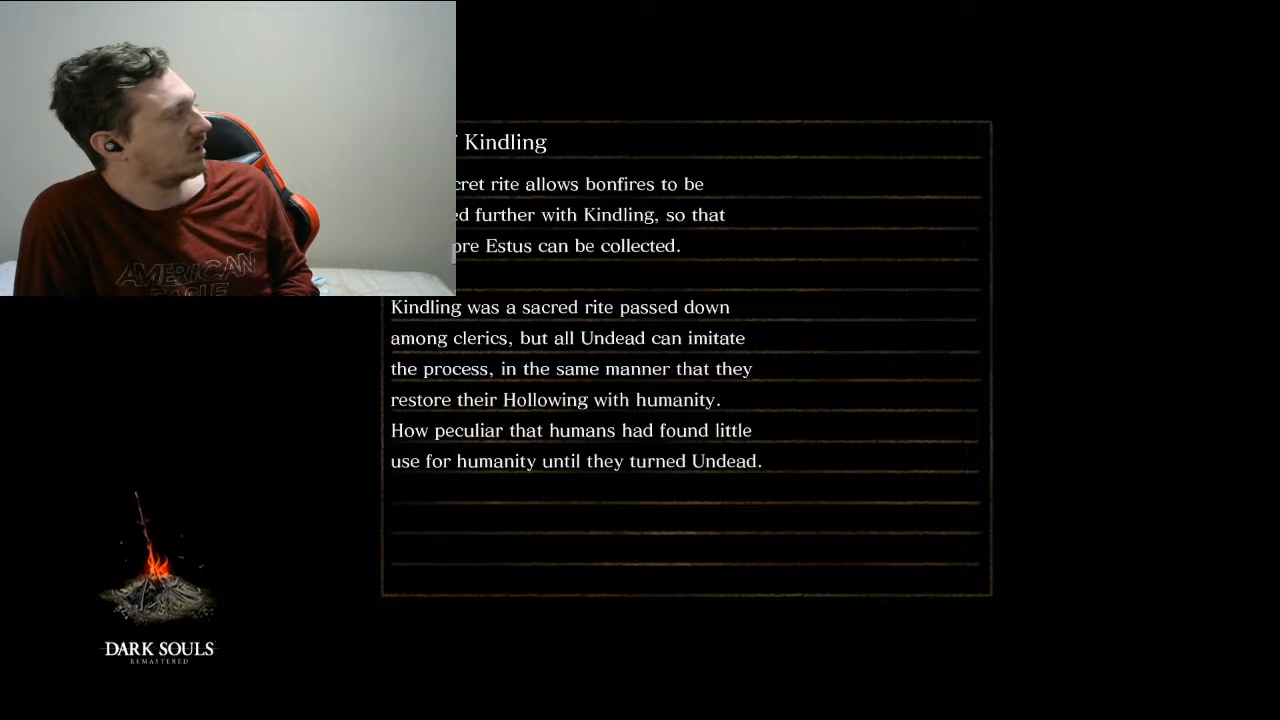 Kindling
rite allows bonfires to be
further with Kindling, so that
Estus can be collected.
Kindling was a sacred rite passed down
among clerics, but all Undead can imitate
the process, in the same manner that they
restore their Hollowing with humanity.
How peculiar that humans had found little
use for humanity until they turned Undead.
AMERICAN
DARK SOULS
REMASTERED